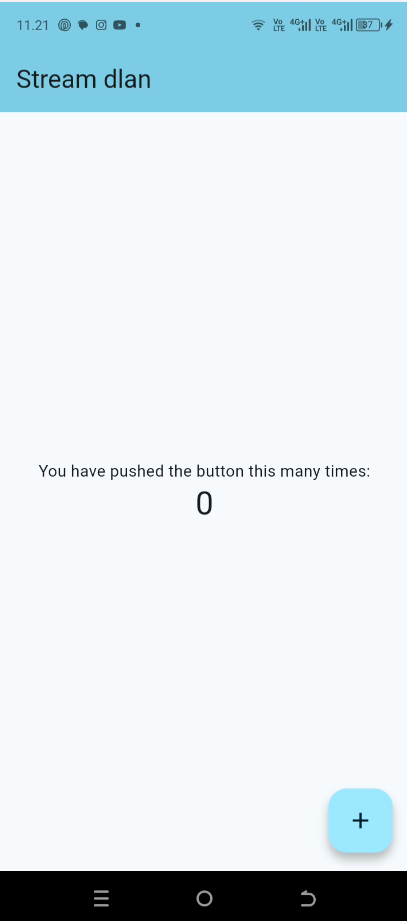 11.21 Vo LTE 4G+ Vo LTE 4G+ 37
Stream dlan
You have pushed the button this many times:
0
+